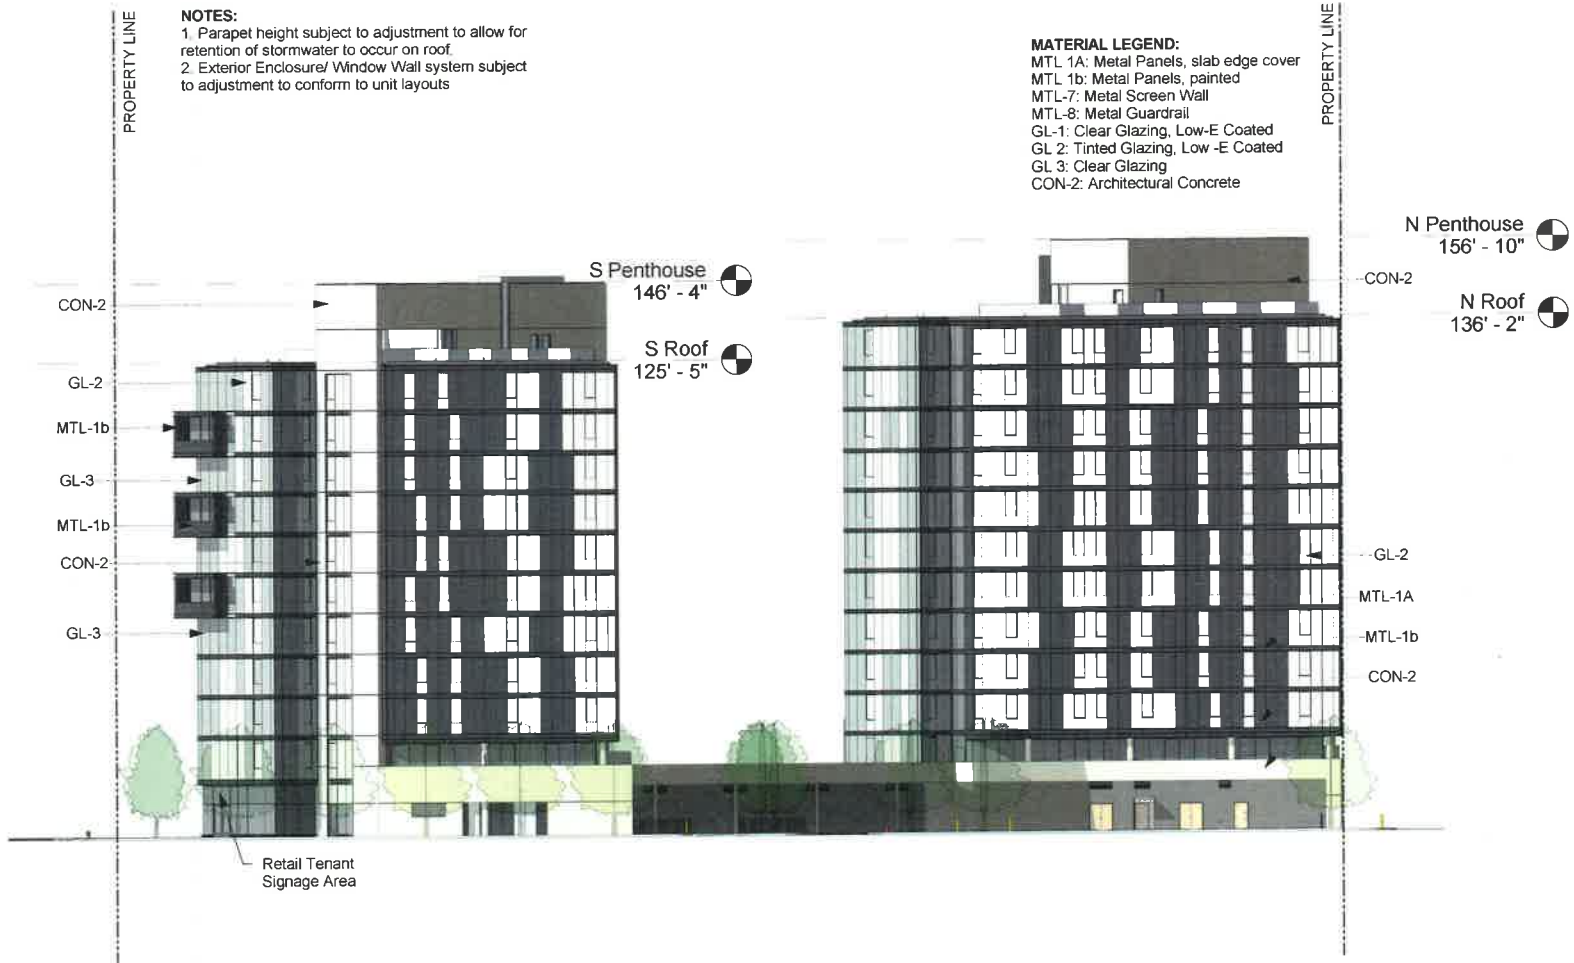 PROPERTY LINE
NOTES:
1. Parapet height subject to adjustment to allow for
retention of stormwater to occur on roof.
2. Exterior Enclosure/ Window Wall system subject
to adjustment to conform to unit layouts
MATERIAL LEGEND:
MTL 1A: Metal Panels, slab edge cover
MTL 1b: Metal Panels, painted
MTL-7: Metal Screen Wall
MTL-8: Metal Guardrail
GL-1: Clear Glazing, Low-E Coated
GL 2: Tinted Glazing, Low -E Coated
GL 3: Clear Glazing
CON-2: Architectural Concrete
PROPERTY LINE
N Penthouse
156' - 10"
CON-2
N Roof
136' - 2"
S Penthouse
146' - 4"
S Roof
125' - 5"
CON-2
GL-2
MTL-1b
GL-3
MTL-1b
CON-2
GL-3
GL-2
MTL-1A
MTL-1b
CON-2
Retail Tenant
Signage Area